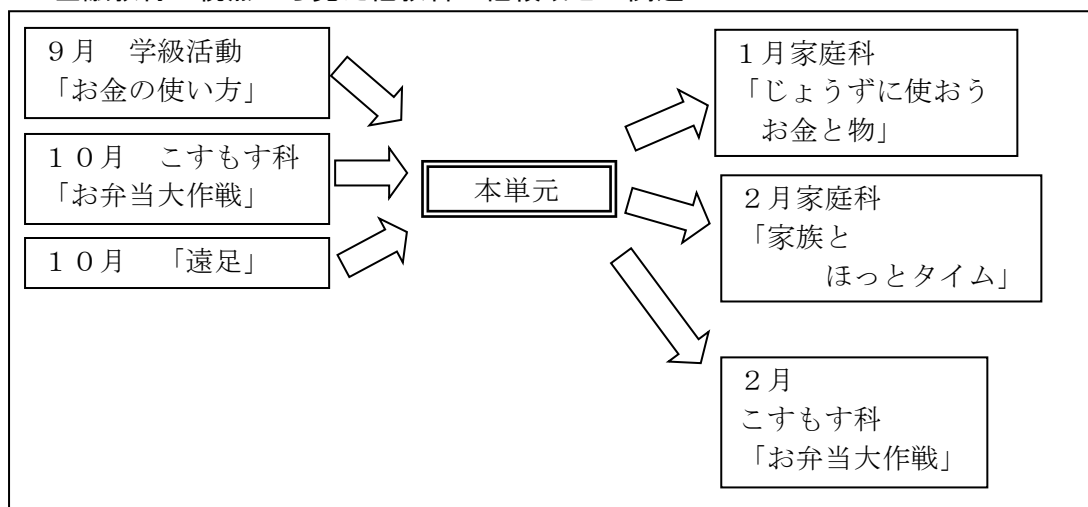 ９月　学級活動
「お金の使い方」
１０月　こすもす科
「お弁当大作戦」
１０月　「遠足」
本単元
１月家庭科
「じょうずに使おう
お金と物」
２月家庭科
「家族と
ほっとタイム」
２月
こすもす科
「お弁当大作戦」